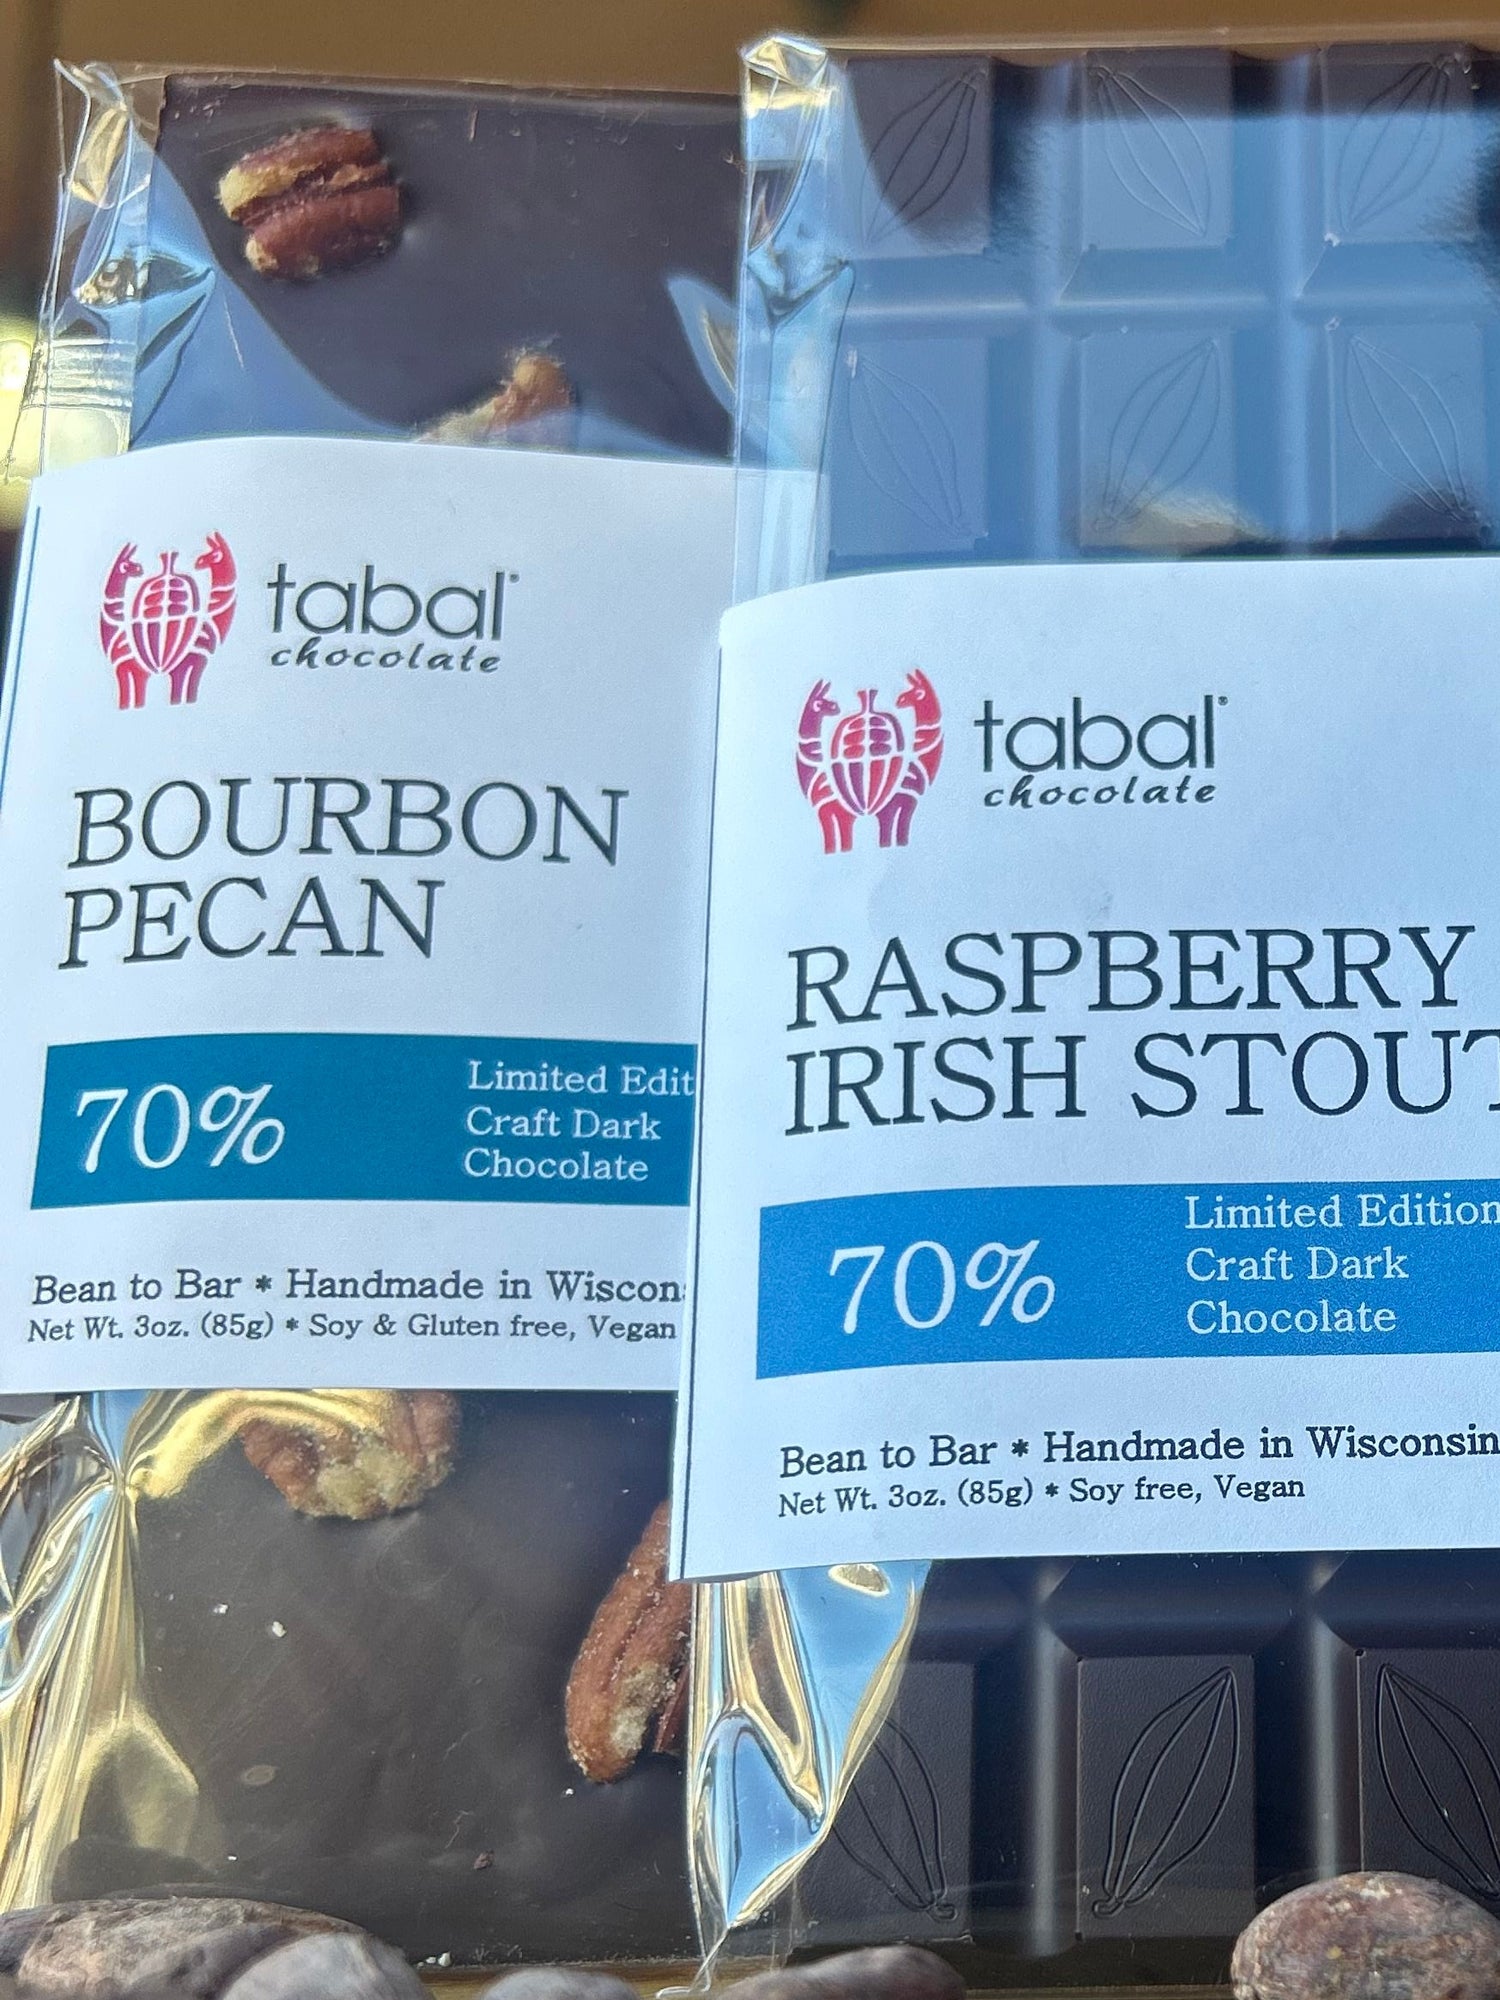 tabal
chocolate
BOURBON
PECAN
70%
Limited Edit
Craft Dark
Chocolate
Bean to Bar * Handmade in Wiscon
Net Wt. 3oz. (85g) * Soy & Gluten free, Vegan
tabal
chocolate
RASPBERRY
IRISH STOUT
70%
Limited Edition
Craft Dark
Chocolate
Bean to Bar * Handmade in Wisconsin
Net Wt. 3oz. (85g) * Soy free, Vegan